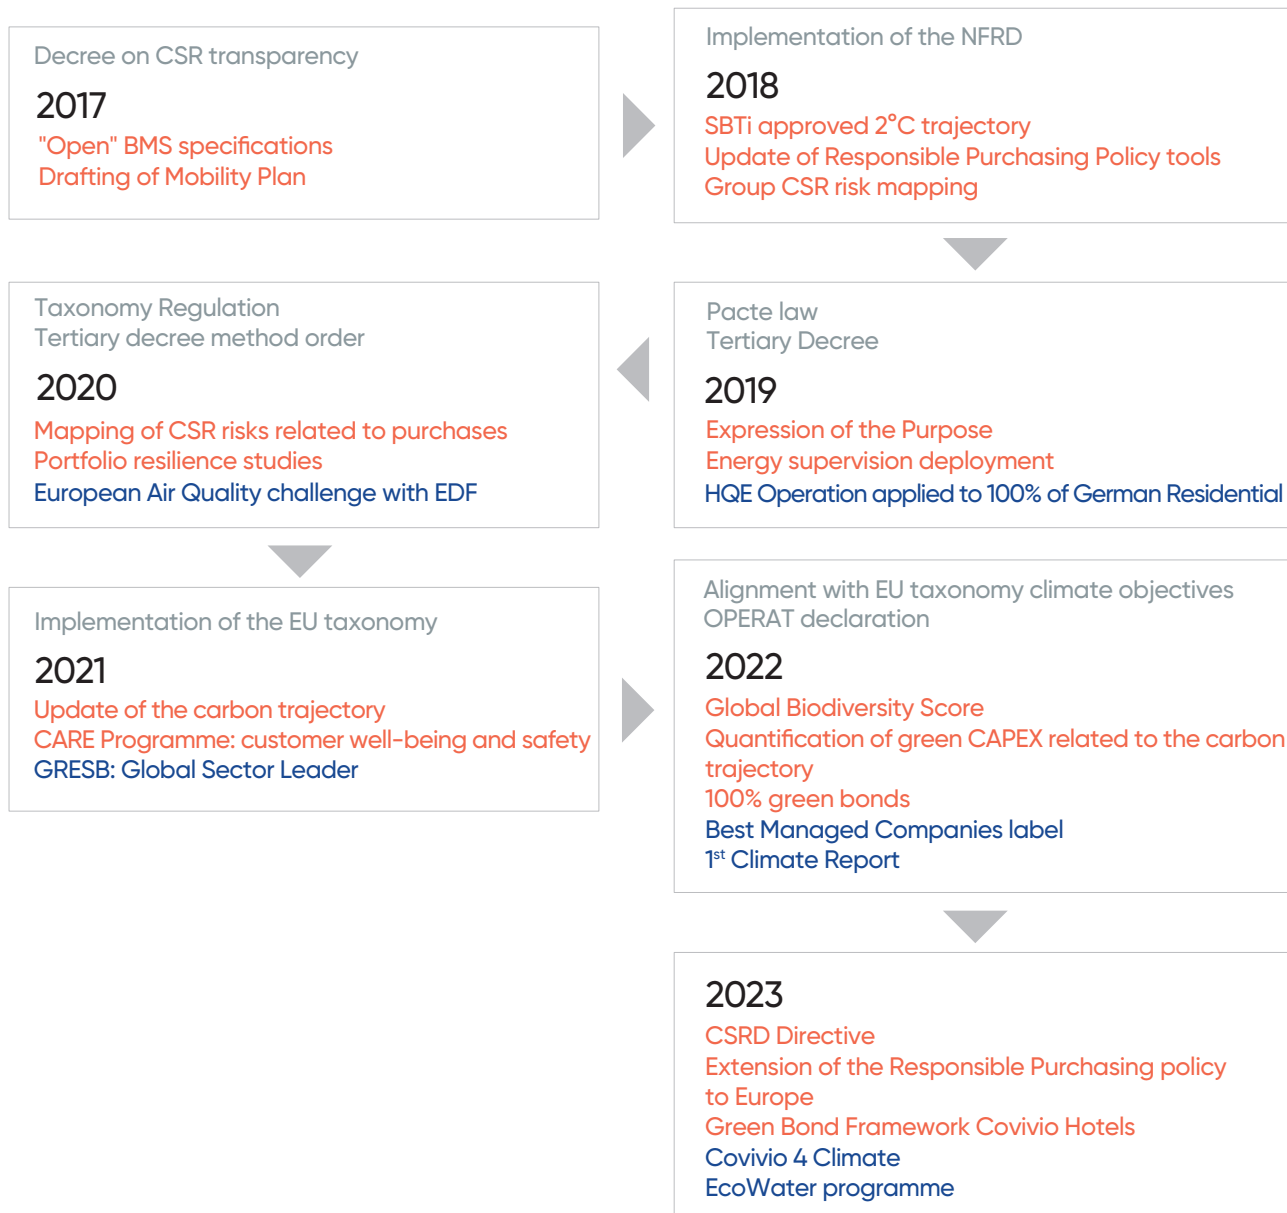 Decree on CSR transparency
2017
"Open" BMS specifications
Drafting of Mobility Plan
Implementation of the NFRD
2018
SBTi approved 2°C trajectory
Update of Responsible Purchasing Policy tools
Group CSR risk mapping
Pacte law
Tertiary Decree
2019
Expression of the Purpose
Energy supervision deployment
HQE Operation applied to 100% of German Residential
Taxonomy Regulation
Tertiary decree method order
2020
Mapping of CSR risks related to purchases
Portfolio resilience studies
European Air Quality challenge with EDF
Implementation of the EU taxonomy
2021
Update of the carbon trajectory
CARE Programme: customer well-being and safety
GRESB: Global Sector Leader
Alignment with EU taxonomy climate objectives
OPERAT declaration
2022
Global Biodiversity Score
Quantification of green CAPEX related to the carbon
trajectory
100% green bonds
Best Managed Companies label
1st Climate Report
2023
CSRD Directive
Extension of the Responsible Purchasing policy
to Europe
Green Bond Framework Covivio Hotels
Covivio 4 Climate
EcoWater programme